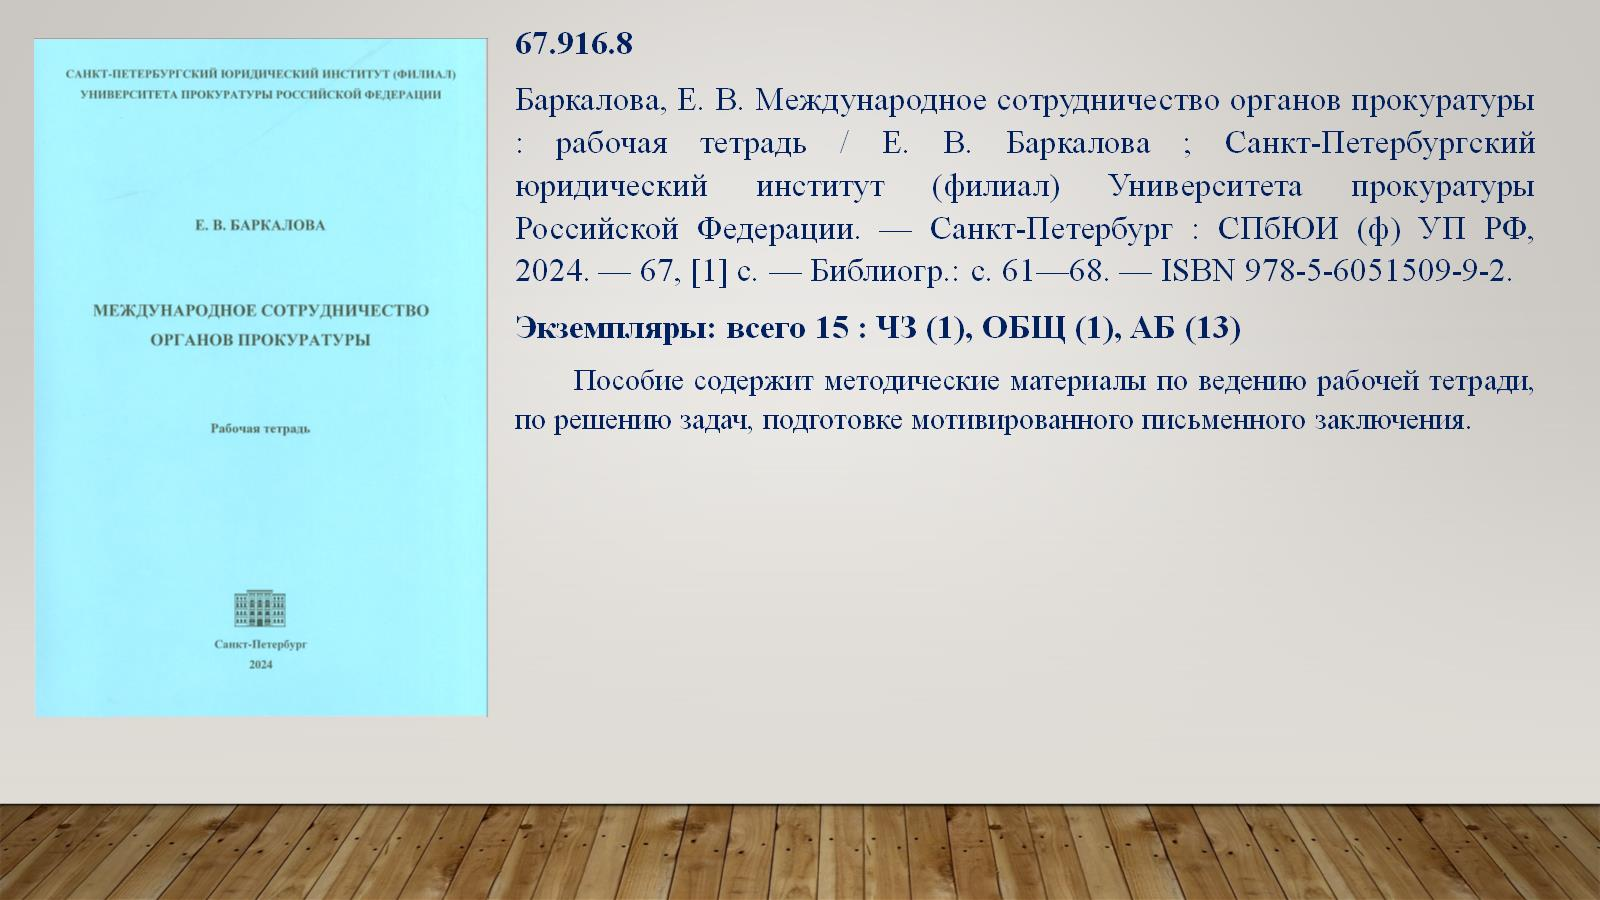 САНКТ-ПЕТЕРБУРГСКИЙ ЮРИДИЧЕСКИЙ ИНСТИТУТ (ФИЛИАЛ)
УНИВЕРСИТЕТА ПРОКУРАТУРЫ РОССИЙСКОЙ ФЕДЕРАЦИИ
Е. В. БАРКАЛОВА
МЕЖДУНАРОДНОЕ СОТРУДНИЧЕСТВО
ОРГАНОВ ПРОКУРАТУРЫ
Рабочая тетрадь
Санкт-Петербург
2024
67.916.8
Баркалова, Е. В. Международное сотрудничество органов прокуратуры
: рабочая тетрадь / Е. В. Баркалова ; Санкт-Петербургский
юридический институт (филиал) Университета прокуратуры
Российской Федерации. — Санкт-Петербург : СПбЮИ (ф) УП РФ,
2024. — 67, [1] с. — Библиогр.: с. 61—68. — ISBN 978-5-6051509-9-2.
Экземпляры: всего 15 : ЧЗ (1), ОБЩ (1), АБ (13)
Пособие содержит методические материалы по ведению рабочей тетради,
по решению задач, подготовке мотивированного письменного заключения.